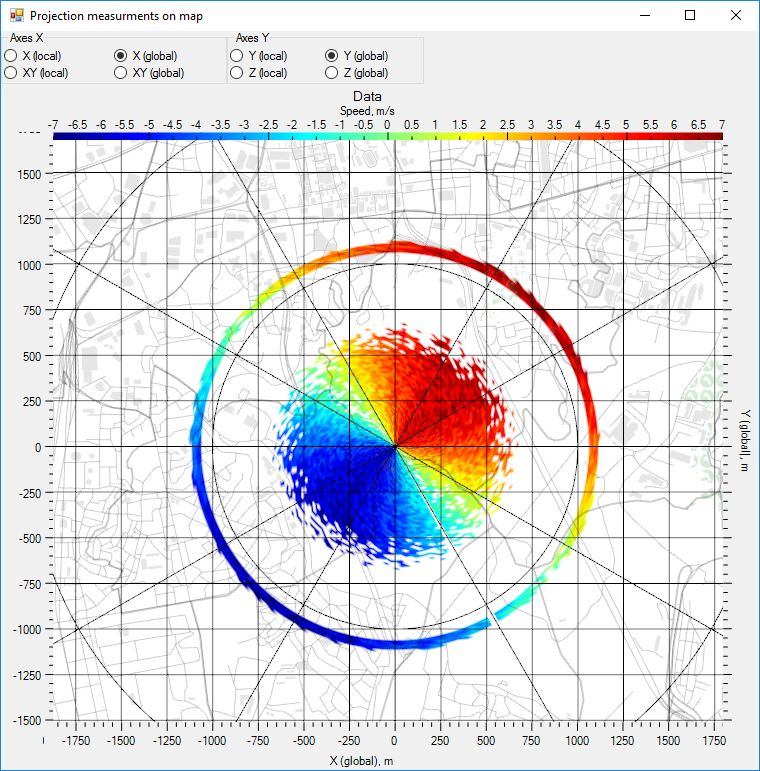 Projection measurments on map
Axes X
Axes Y
X (local)
X (global)
Y (local)
Y (global)
XY (local)
XY (global)
Z (local)
Z (global)
Data
Speed, m/s
-7 -6.5 -6 -5.5 -5 -4.5 -4 -3.5 -3 -2.5 -2 -1.5 -1 -0.5 0 0.5 1 1.5 2 2.5 3 3.5 4 4.5 5 5.5 6 6.5 7
1500
1250
1000
750
500
250
0
-250
-500
-750
-1000
-1250
-1500
Y (global), m
-1750 -1500 -1250 -1000 -750 -500 -250 0 250 500 750 1000 1250 1500 1750
X (global), m